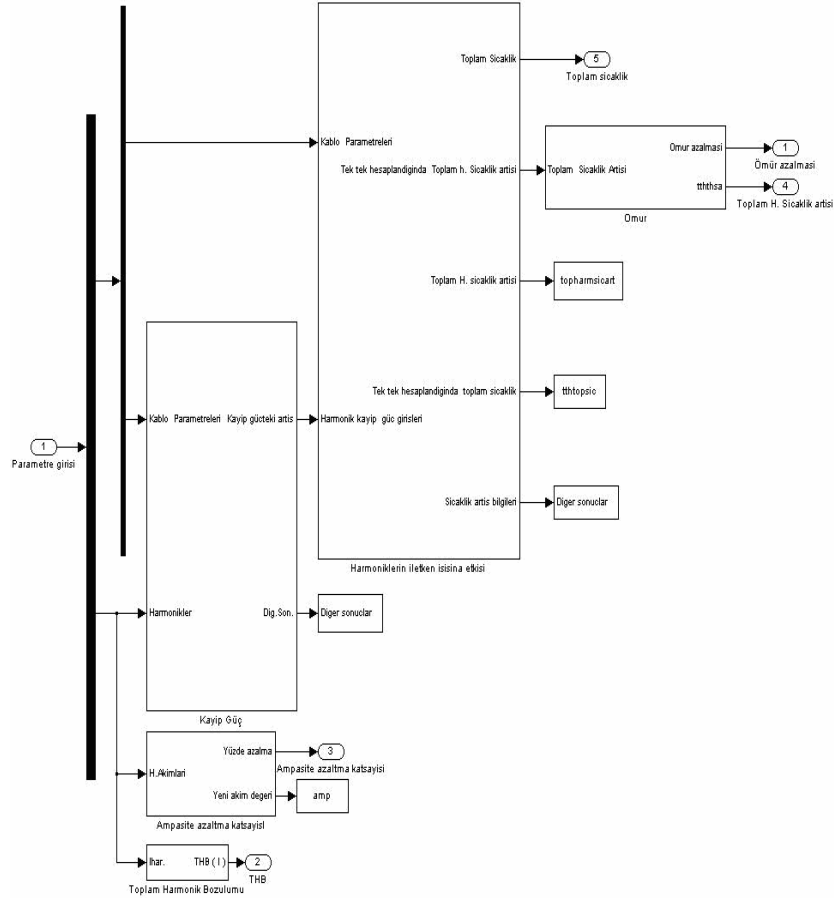 Toplam Sicaklik
5
Toplam sicaklik
Kablo Parametreleri
Tek tek hesaplandiginda Toplam h. Sicaklik artisi
Toplam Sicaklik Artisi
Omur azalmasi
1
Ömür azalmasi
tththsa
4
Toplam H. Sicaklik artisi
Omur
Toplam H. sicaklik artisi
topharmsicart
Tek tek hesaplandiginda toplam sicaklik
tthtopsic
Kablo Parametreleri
Kayip gücteki artis
Harmonik kayip güc girisleri
1
Parametre girisi
Sicaklik artis bilgileri
Diger sonuclar
Harmoniklerin iletken isisina etkisi
Harmonikler
Dig.Son.
Diger sonuclar
Kayip Güç
Yüzde azalma
3
Ampasite azaltma katsayisi
H.Akimlari
Yeni akim degeri
amp
Ampasite azaltma katsayisI
Ihar.
THB ( I )
2
THB
Toplam Harmonik Bozulumu